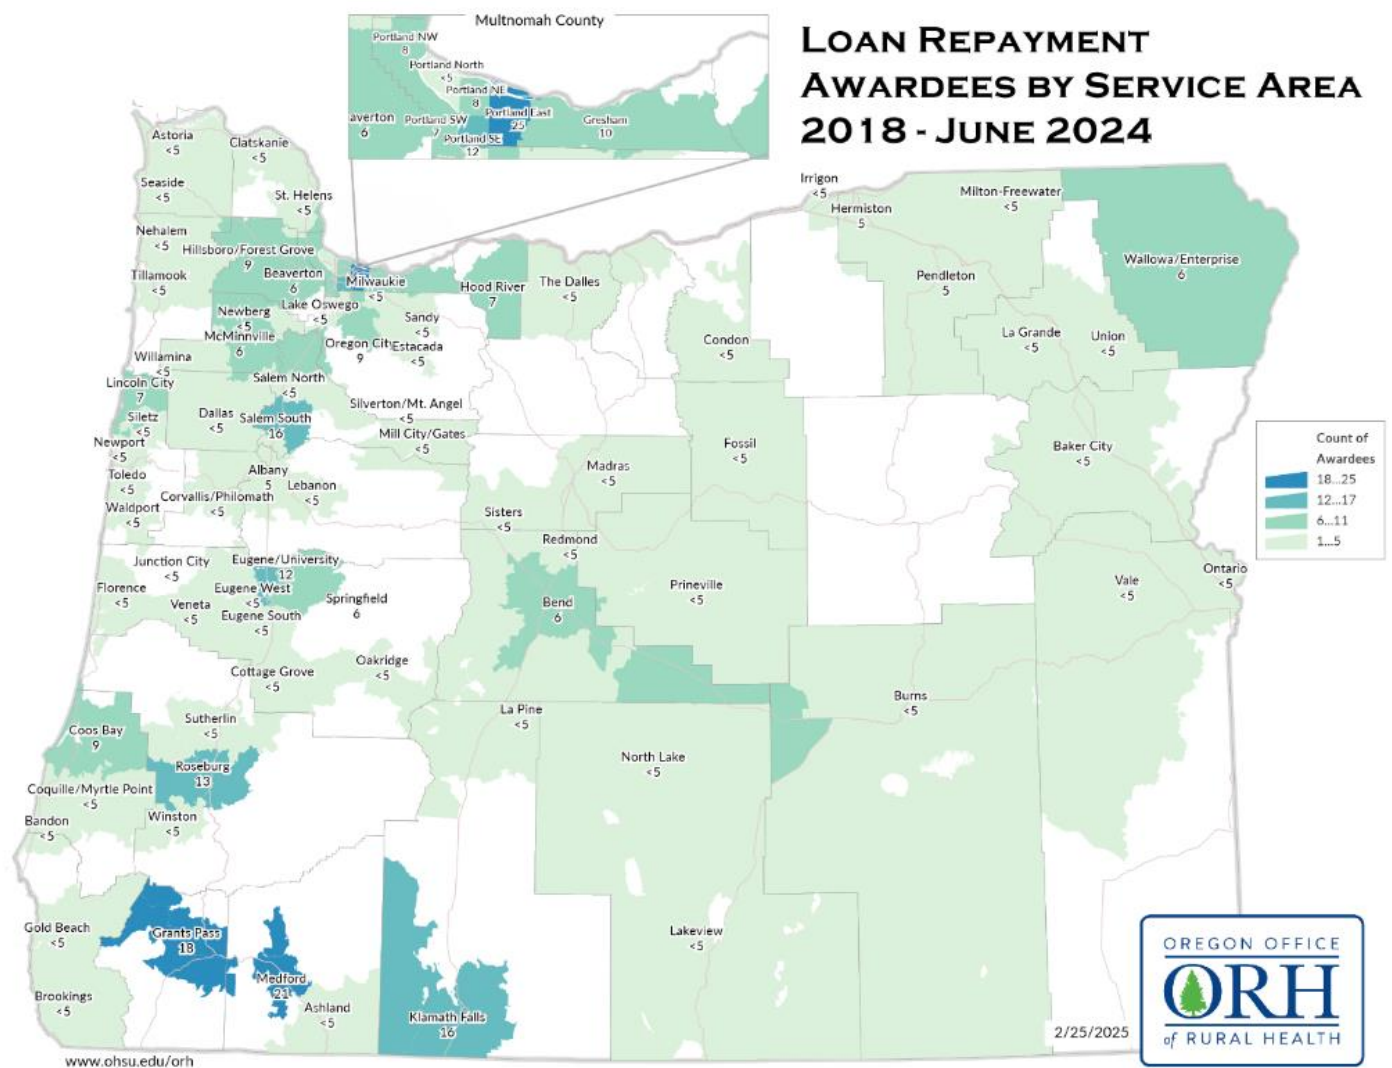 Multnomah County
LOAN REPAYMENT
AWARDEES BY SERVICE AREA
2018 - JUNE 2024
Portland NW
8
Portland North
<5
Portland NE
8
Portland East
25
averton
6
Portland SW
7
Gresham
10
Portland SE
12
Astoria
<5
Clatskanie
<5
Seaside
<5
St. Helens
<5
Nehalem
<5
Hillsboro/Forest Grove
9
Tillamook
<5
Beaverton
6
Milwaukie
<5
Lake Oswego
<5
Hood River
7
The Dalles
<5
Irrigon
<5
Hermiston
5
Milton-Freewater
<5
Wallowa/Enterprise
6
Pendleton
5
La Grande
<5
Union
<5
Condon
<5
Newberg
<5
Sandy
<5
McMinnville
6
Oregon City
9
Estacada
<5
Willamina
<5
Lincoln City
7
Salem North
<5
Siletz
<5
Dallas
<5
Salem South
16
Silverton/Mt. Angel
<5
Mill City/Gates
<5
Newport
<5
Toledo
<5
Albany
5
Lebanon
<5
Corvallis/Philomath
<5
Waldport
<5
Madras
<5
Fossil
<5
Baker City
<5
Sisters
<5
Redmond
<5
Prineville
<5
Bend
6
Vale
<5
Ontario
<5
Junction City
<5
Eugene/University
12
Florence
<5
Eugene West
<5
Springfield
6
Veneta
<5
Eugene South
<5
Cottage Grove
<5
Oakridge
<5
Coos Bay
9
Sutherlin
<5
La Pine
<5
Burns
<5
North Lake
<5
Roseburg
13
Coquille/Myrtle Point
<5
Bandon
<5
Winston
<5
Gold Beach
<5
Grants Pass
18
Medford
21
Lakeview
<5
Brookings
<5
Ashland
<5
Klamath Falls
16
Count of
Awardees
18...25
12...17
6...11
1...5
OREGON OFFICE
ORH
of RURAL HEALTH
2/25/2025
www.ohsu.edu/orh